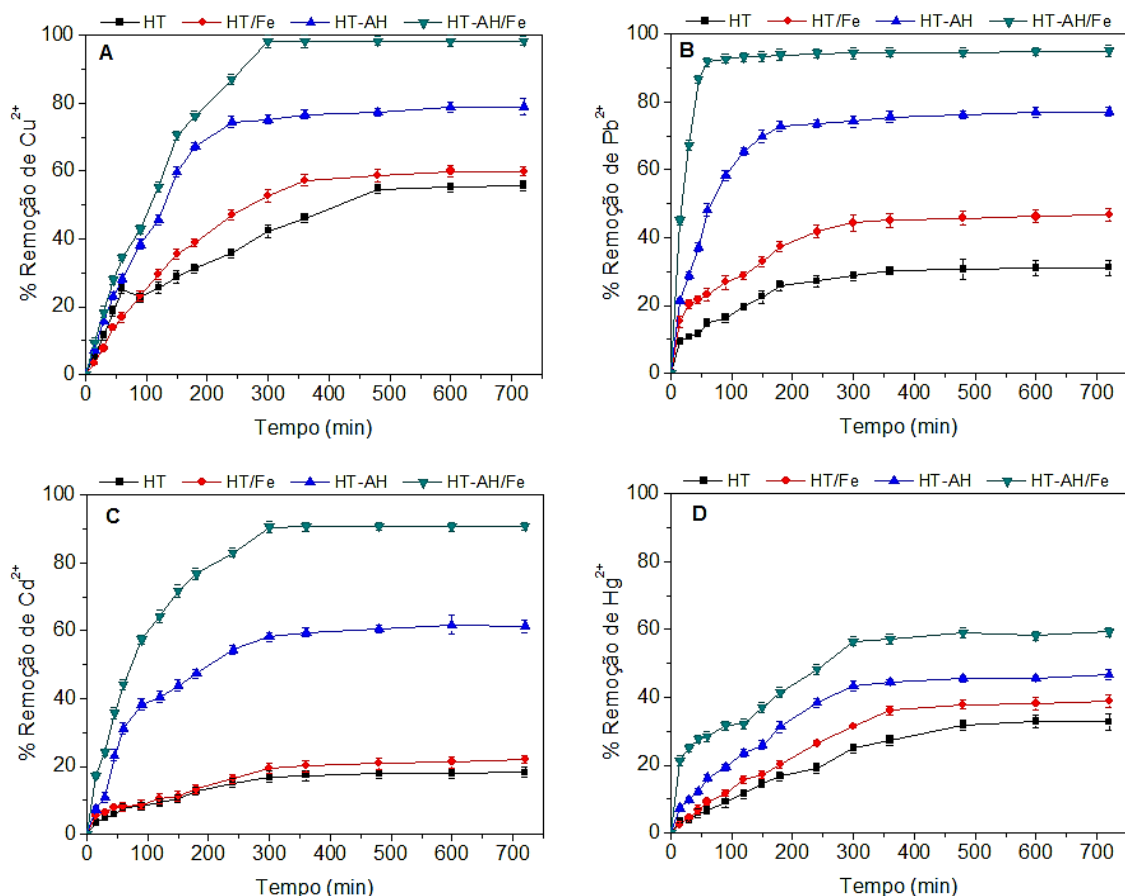 HT HT/Fe HT-AH HT-AH/Fe
A
% Remoção de Cu²⁺
100
80
60
40
20
0
0 100 200 300 400 500 600 700
Tempo (min)
HT HT/Fe HT-AH HT-AH/Fe
B
% Remoção de Pb²⁺
100
80
60
40
20
0
0 100 200 300 400 500 600 700
Tempo (min)
HT HT/Fe HT-AH HT-AH/Fe
C
% Remoção de Cd²⁺
100
80
60
40
20
0
0 100 200 300 400 500 600 700
Tempo (min)
HT HT/Fe HT-AH HT-AH/Fe
D
% Remoção de Hg²⁺
100
80
60
40
20
0
0 100 200 300 400 500 600 700
Tempo (min)